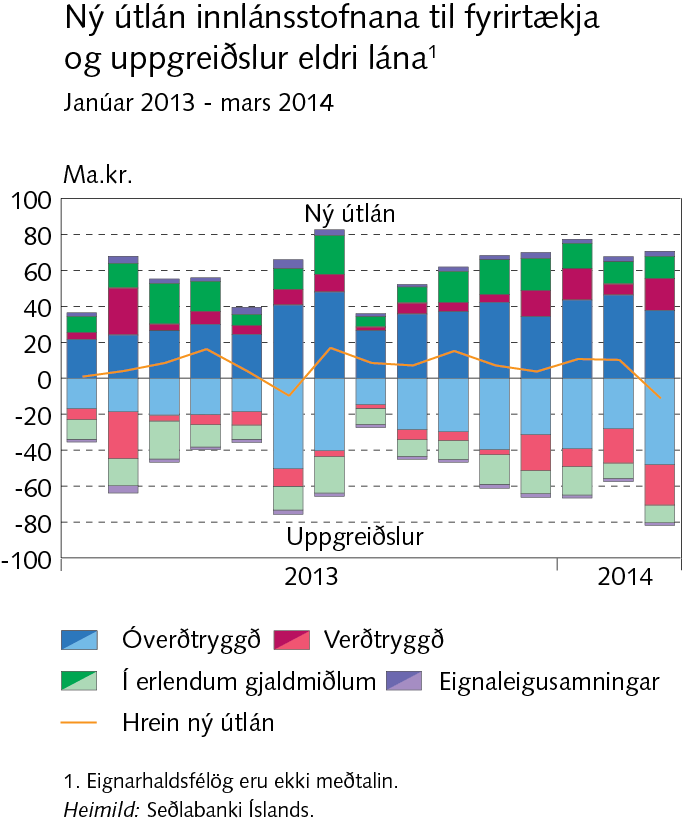 Ný útlán innlánsstofnana til fyrirtækja
og uppgreiðslur eldri lána¹
Janúar 2013 - mars 2014
Ma.kr.
100
80
60
40
20
0
-20
-40
-60
-80
-100
Ný útlán
Uppgreiðslur
2013 2014
Óverðtryggð Verðtryggð
Í erlendum gjaldmiðlum Eignaleigusamningar
Hrein ný útlán
1. Eignarhaldsfélög eru ekki meðtalin.
Heimild: Seðlabanki Íslands.